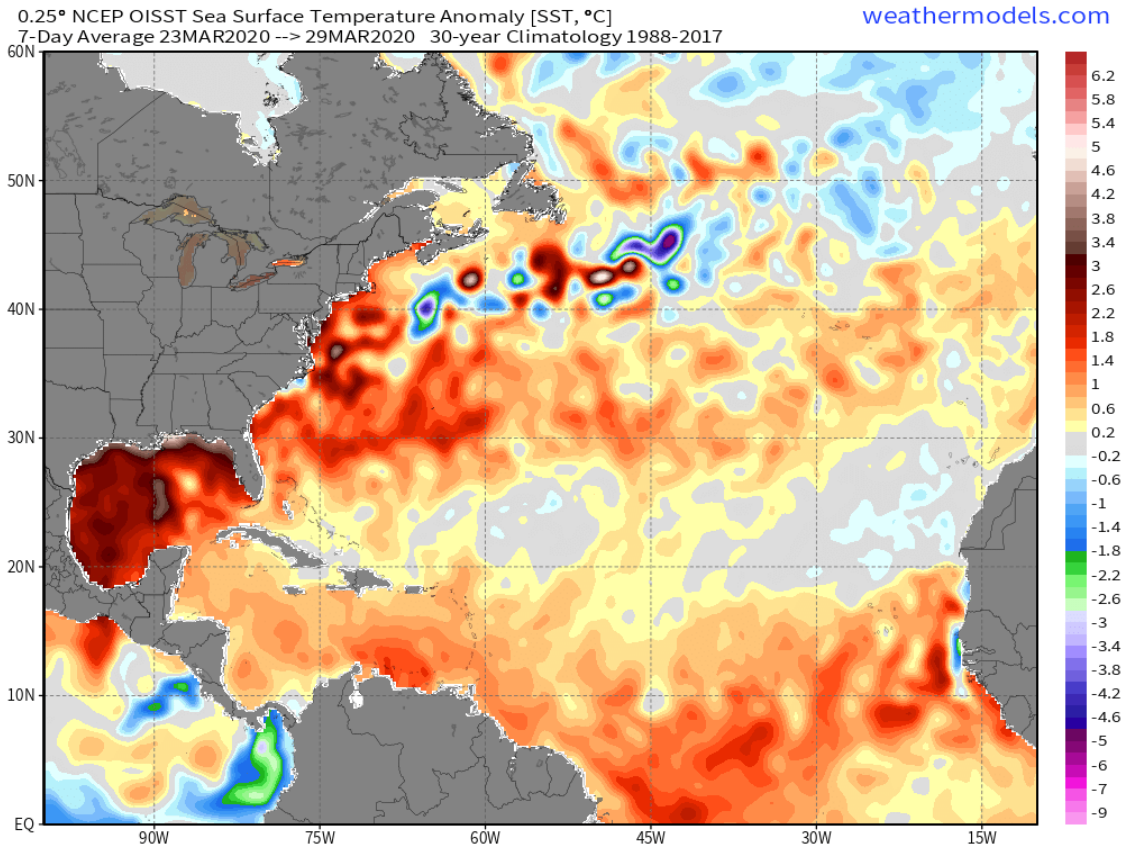 0.25° NCEP OISST Sea Surface Temperature Anomaly [SST, °C]
weathermodels.com
7-Day Average 23MAR2020 --> 29MAR2020 30-year Climatology 1988-2017
60N
50N
40N
30N
20N
10N
EQ
90W
75W
60W
45W
30W
15W
6.2
5.8
5.4
5
4.6
4.2
3.8
3.4
3
2.6
2.2
1.8
1.4
1
0.6
0.2
-0.2
-0.6
-1
-1.4
-1.8
-2.2
-2.6
-3
-3.4
-3.8
-4.2
-4.6
-5
-6
-7
-9